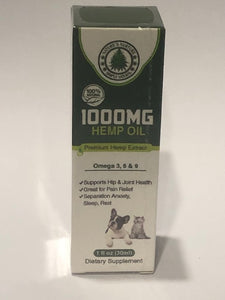 100%
1000MG
HEMP OIL
Premium Hemp Extract
Omega 3, 6 & 9
Supports Hip & Joint Health
Great for Pain Relief
Separation Anxiety,
Sleep, Rest
1 fl oz (30ml)
Dietary Supplement